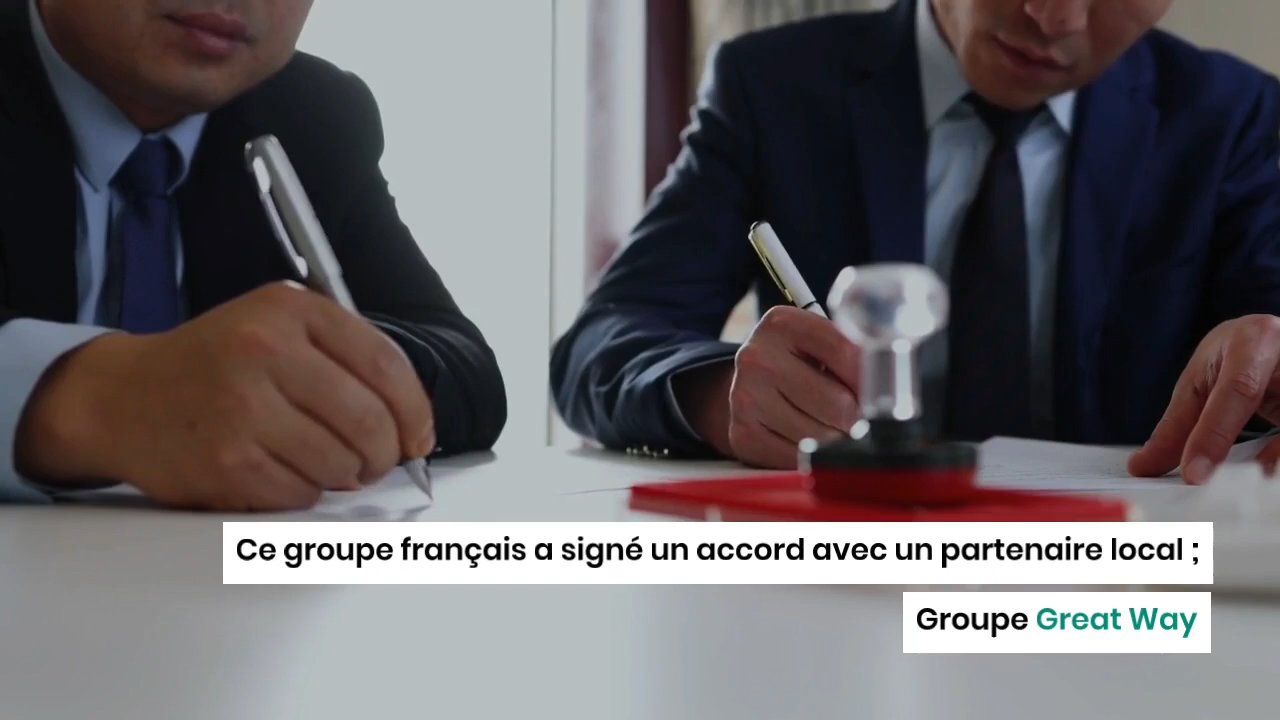 Ce groupe français a signé un accord avec un partenaire local ;
Groupe Great Way